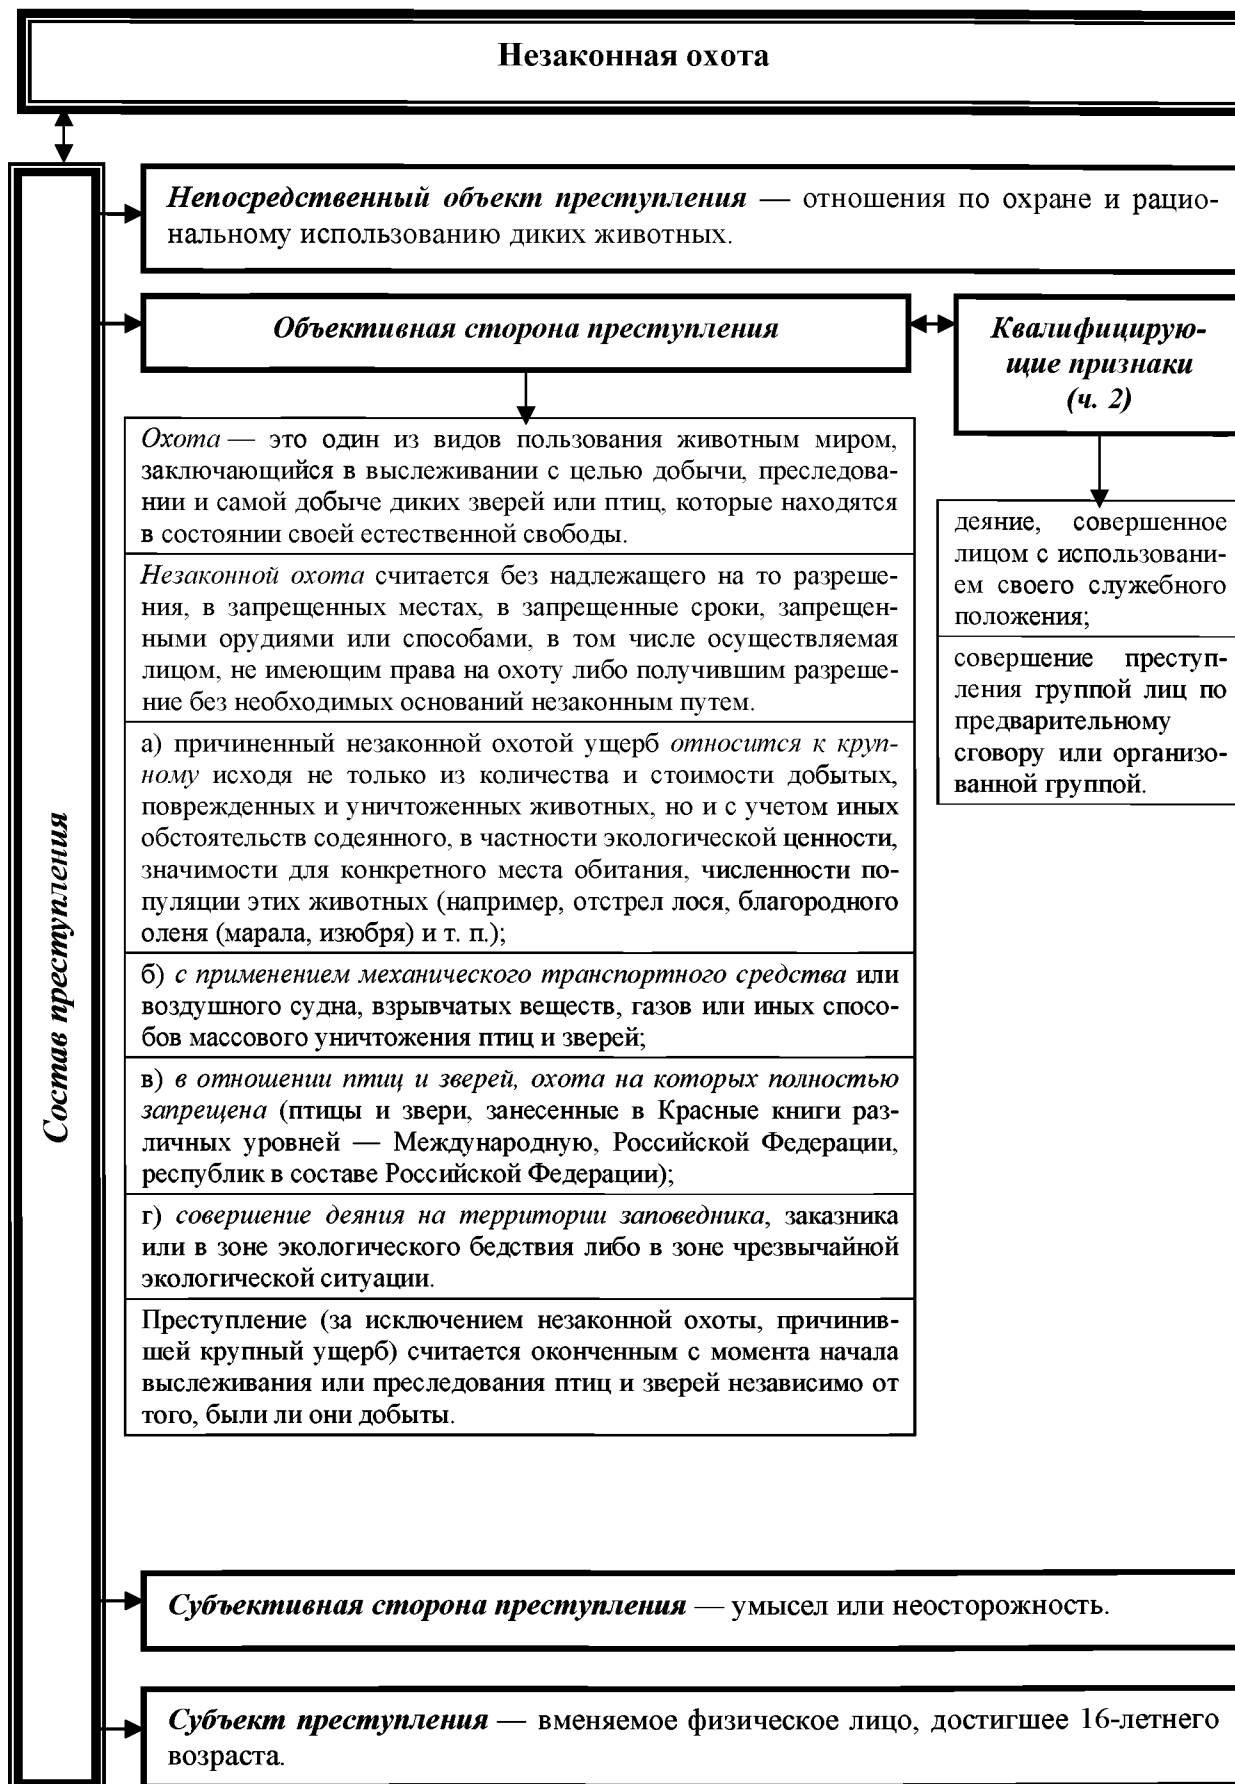 Незаконная охота
Состав преступления
Непосредственный объект преступления — отношения по охране и рацио-
нальному использованию диких животных.
Объективная сторона преступления
Охота — это один из видов пользования животным миром,
заключающийся в выслеживании с целью добычи, преследова-
нии и самой добыче диких зверей или птиц, которые находятся
в состоянии своей естественной свободы.
Незаконной охота считается без надлежащего на то разреше-
ния, в запрещенных местах, в запрещенные сроки, запрещен-
ными орудиями или способами, в том числе осуществляемая
лицом, не имеющим права на охоту либо получившим разреше-
ние без необходимых оснований незаконным путем.
а) причиненный незаконной охотой ущерб относится к круп-
ному исходя не только из количества и стоимости добытых,
поврежденных и уничтоженных животных, но и с учетом иных
обстоятельств содеянного, в частности экологической ценности,
значимости для конкретного места обитания, численности по-
пуляции этих животных (например, отстрел лося, благородного
оленя (марала, изюбря) и т. п.);
б) с применением механического транспортного средства или
воздушного судна, взрывчатых веществ, газов или иных спосо-
бов массового уничтожения птиц и зверей;
в) в отношении птиц и зверей, охота на которых полностью
запрещена (птицы и звери, занесенные в Красные книги раз-
личных уровней — Международную, Российской Федерации,
республик в составе Российской Федерации);
г) совершение деяния на территории заповедника, заказника
или в зоне экологического бедствия либо в зоне чрезвычайной
экологической ситуации.
Преступление (за исключением незаконной охоты, причинив-
шей крупный ущерб) считается оконченным с момента начала
выслеживания или преследования птиц и зверей независимо от
того, были ли они добыты.
Квалифицирую-
щие признаки
(ч. 2)
деяние, совершенное
лицом с использовани-
ем своего служебного
положения;
совершение преступ-
ления группой лиц по
предварительному
сговору или организо-
ванной группой.
Субъективная сторона преступления — умысел или неосторожность.
Субъект преступления — вменяемое физическое лицо, достигшее 16-летнего
возраста.